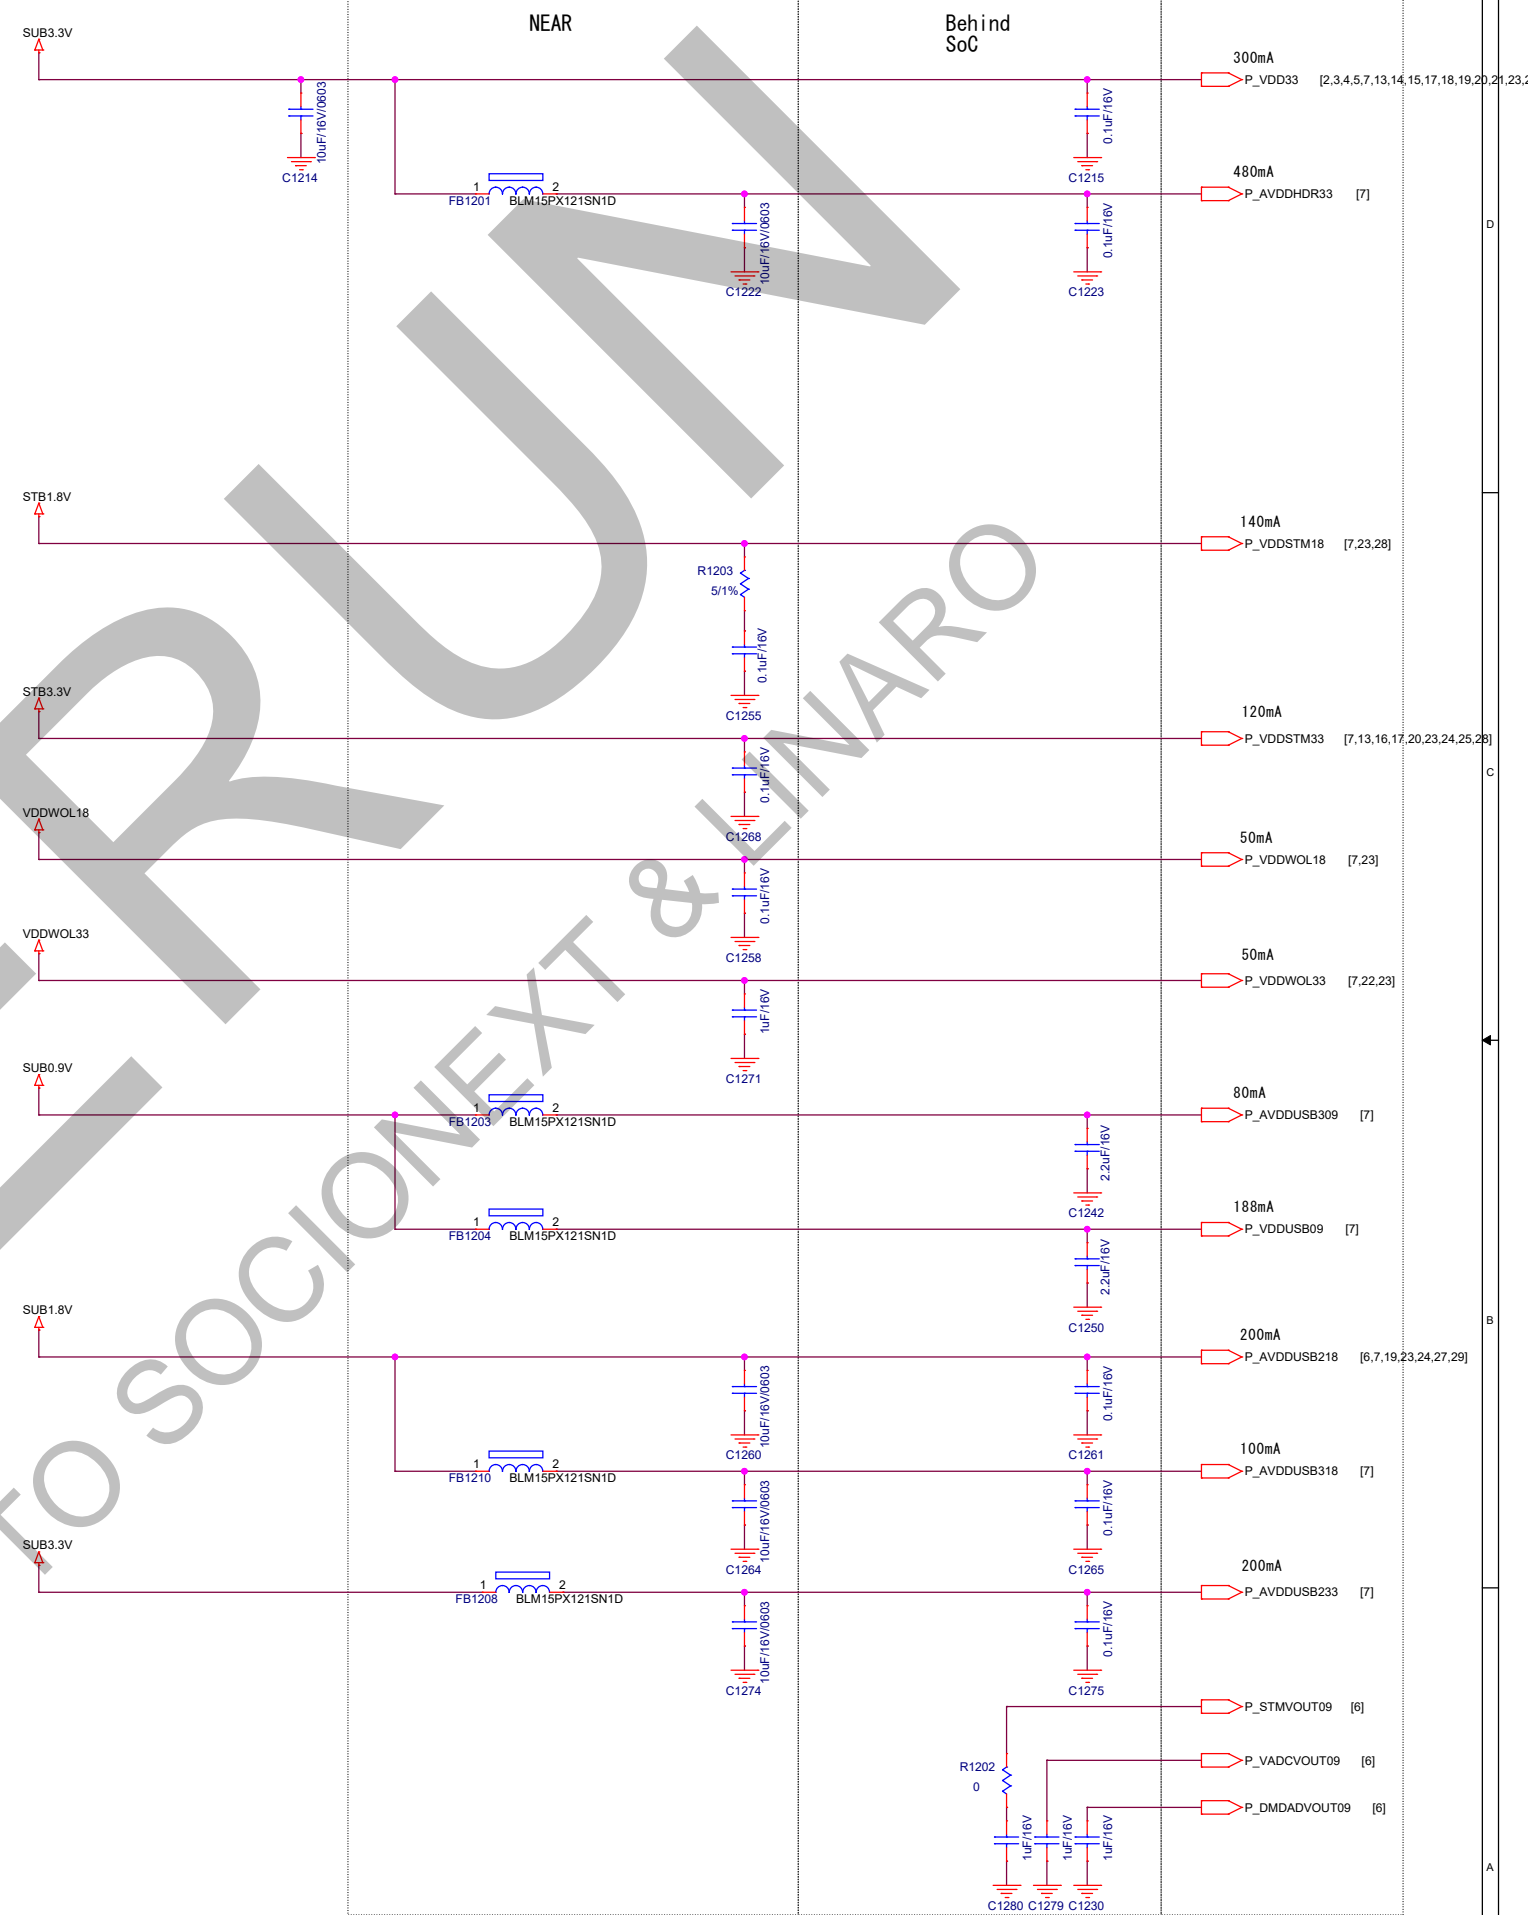 NEAR
Behind
SoC
SUB3.3V
300mA
P_VDD33 [2,3,4,5,7,13,14,15,17,18,19,20,21,23,2
10uF/16V/0603
C1214
0.1uF/16V
C1215
480mA
P_AVDDHDR33 [7]
1 2
FB1201 BLM15PX121SN1D
10uF/16V/0603
C1222
0.1uF/16V
C1223
D
STB1.8V
140mA
P_VDDSTM18 [7,23,28]
R1203
5/1%
0.1uF/16V
C1255
STB3.3V
120mA
P_VDDSTM33 [7,13,16,17,20,23,24,25,28]
C
0.1uF/16V
C1268
VDDWOL18
50mA
P_VDDWOL18 [7,23]
0.1uF/16V
C1258
VDDWOL33
50mA
P_VDDWOL33 [7,22,23]
1uF/16V
C1271
SUB0.9V
80mA
P_AVDDUSB309 [7]
1 2
FB1203 BLM15PX121SN1D
2.2uF/16V
C1242
188mA
P_VDDUSB09 [7]
1 2
FB1204 BLM15PX121SN1D
2.2uF/16V
C1250
SUB1.8V
B
200mA
P_AVDDUSB218 [6,7,19,23,24,27,29]
10uF/16V/0603
C1260
0.1uF/16V
C1261
100mA
P_AVDDUSB318 [7]
1 2
FB1210 BLM15PX121SN1D
10uF/16V/0603
C1264
0.1uF/16V
C1265
SUB3.3V
200mA
P_AVDDUSB233 [7]
1 2
FB1208 BLM15PX121SN1D
10uF/16V/0603
C1274
0.1uF/16V
C1275
P_STMVOUT09 [6]
P_VADCVOUT09 [6]
R1202
0
P_DMDADVOUT09 [6]
1uF/16V
1uF/16V
1uF/16V
C1280 C1279 C1230
A
TO SOCIONEXT & LINARO